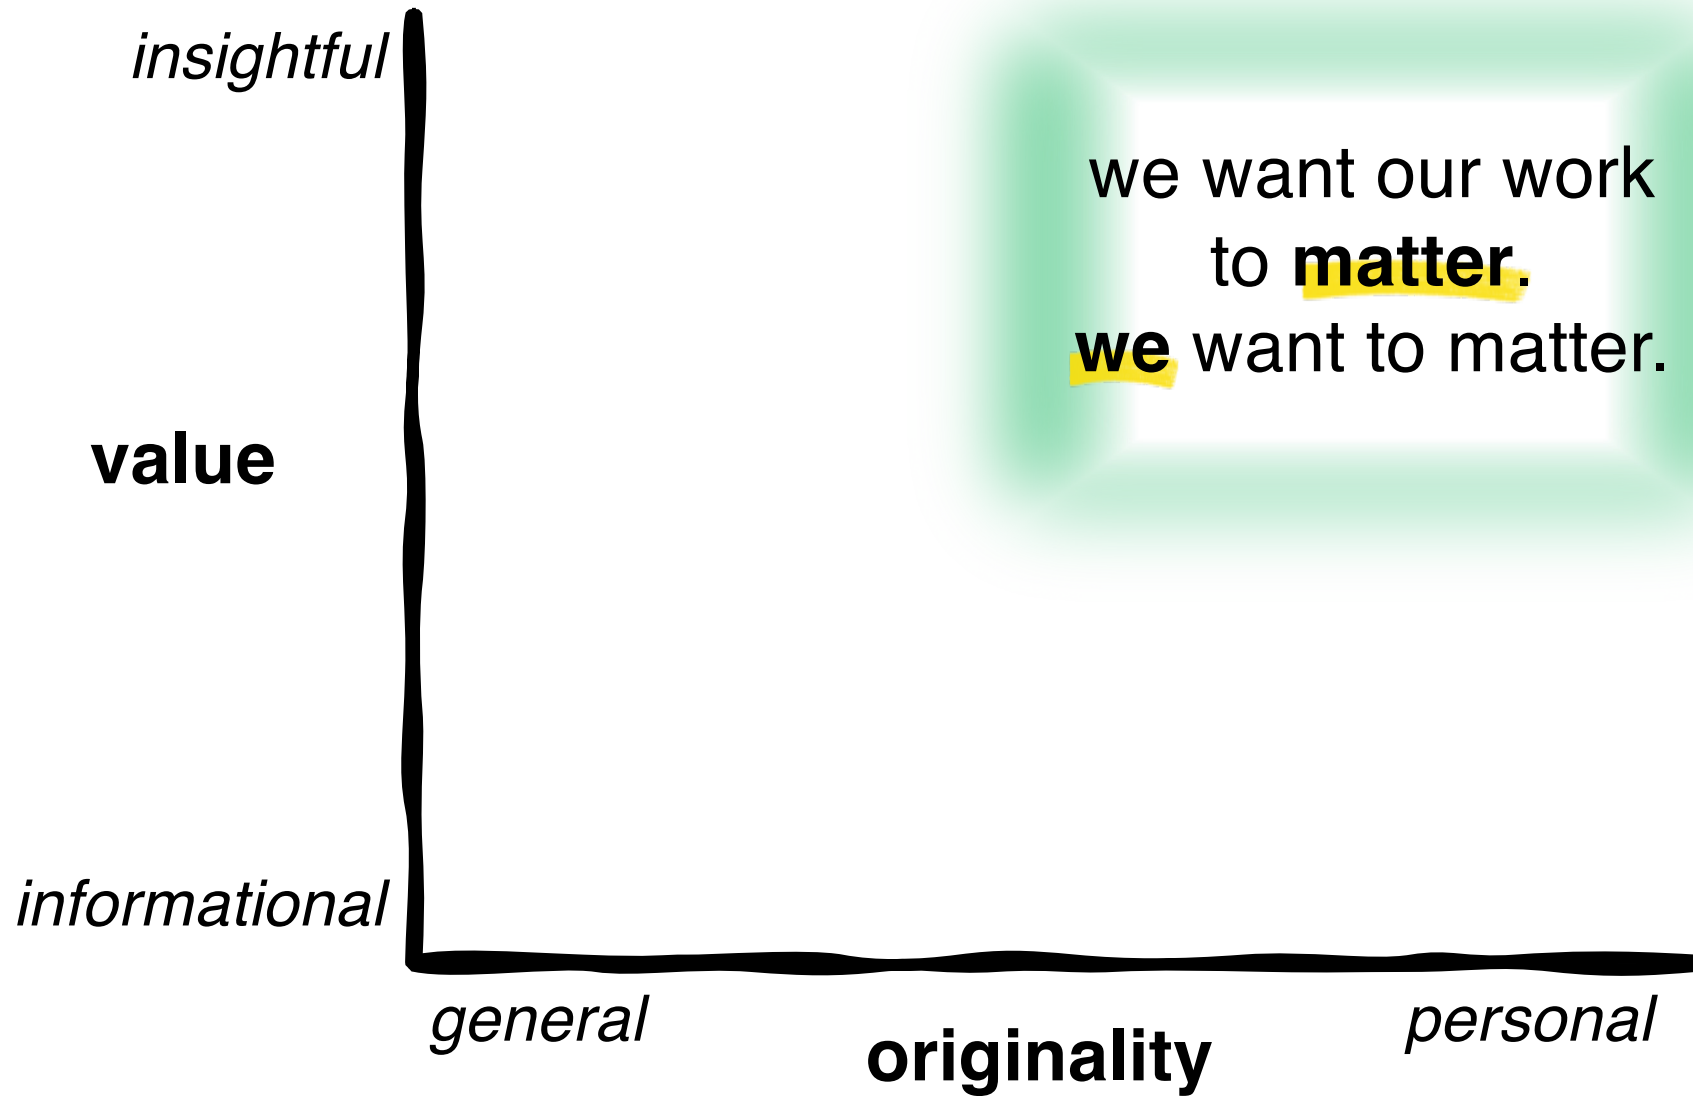 insightful
we want our work
to matter.
we want to matter.
value
informational
general
personal
originality